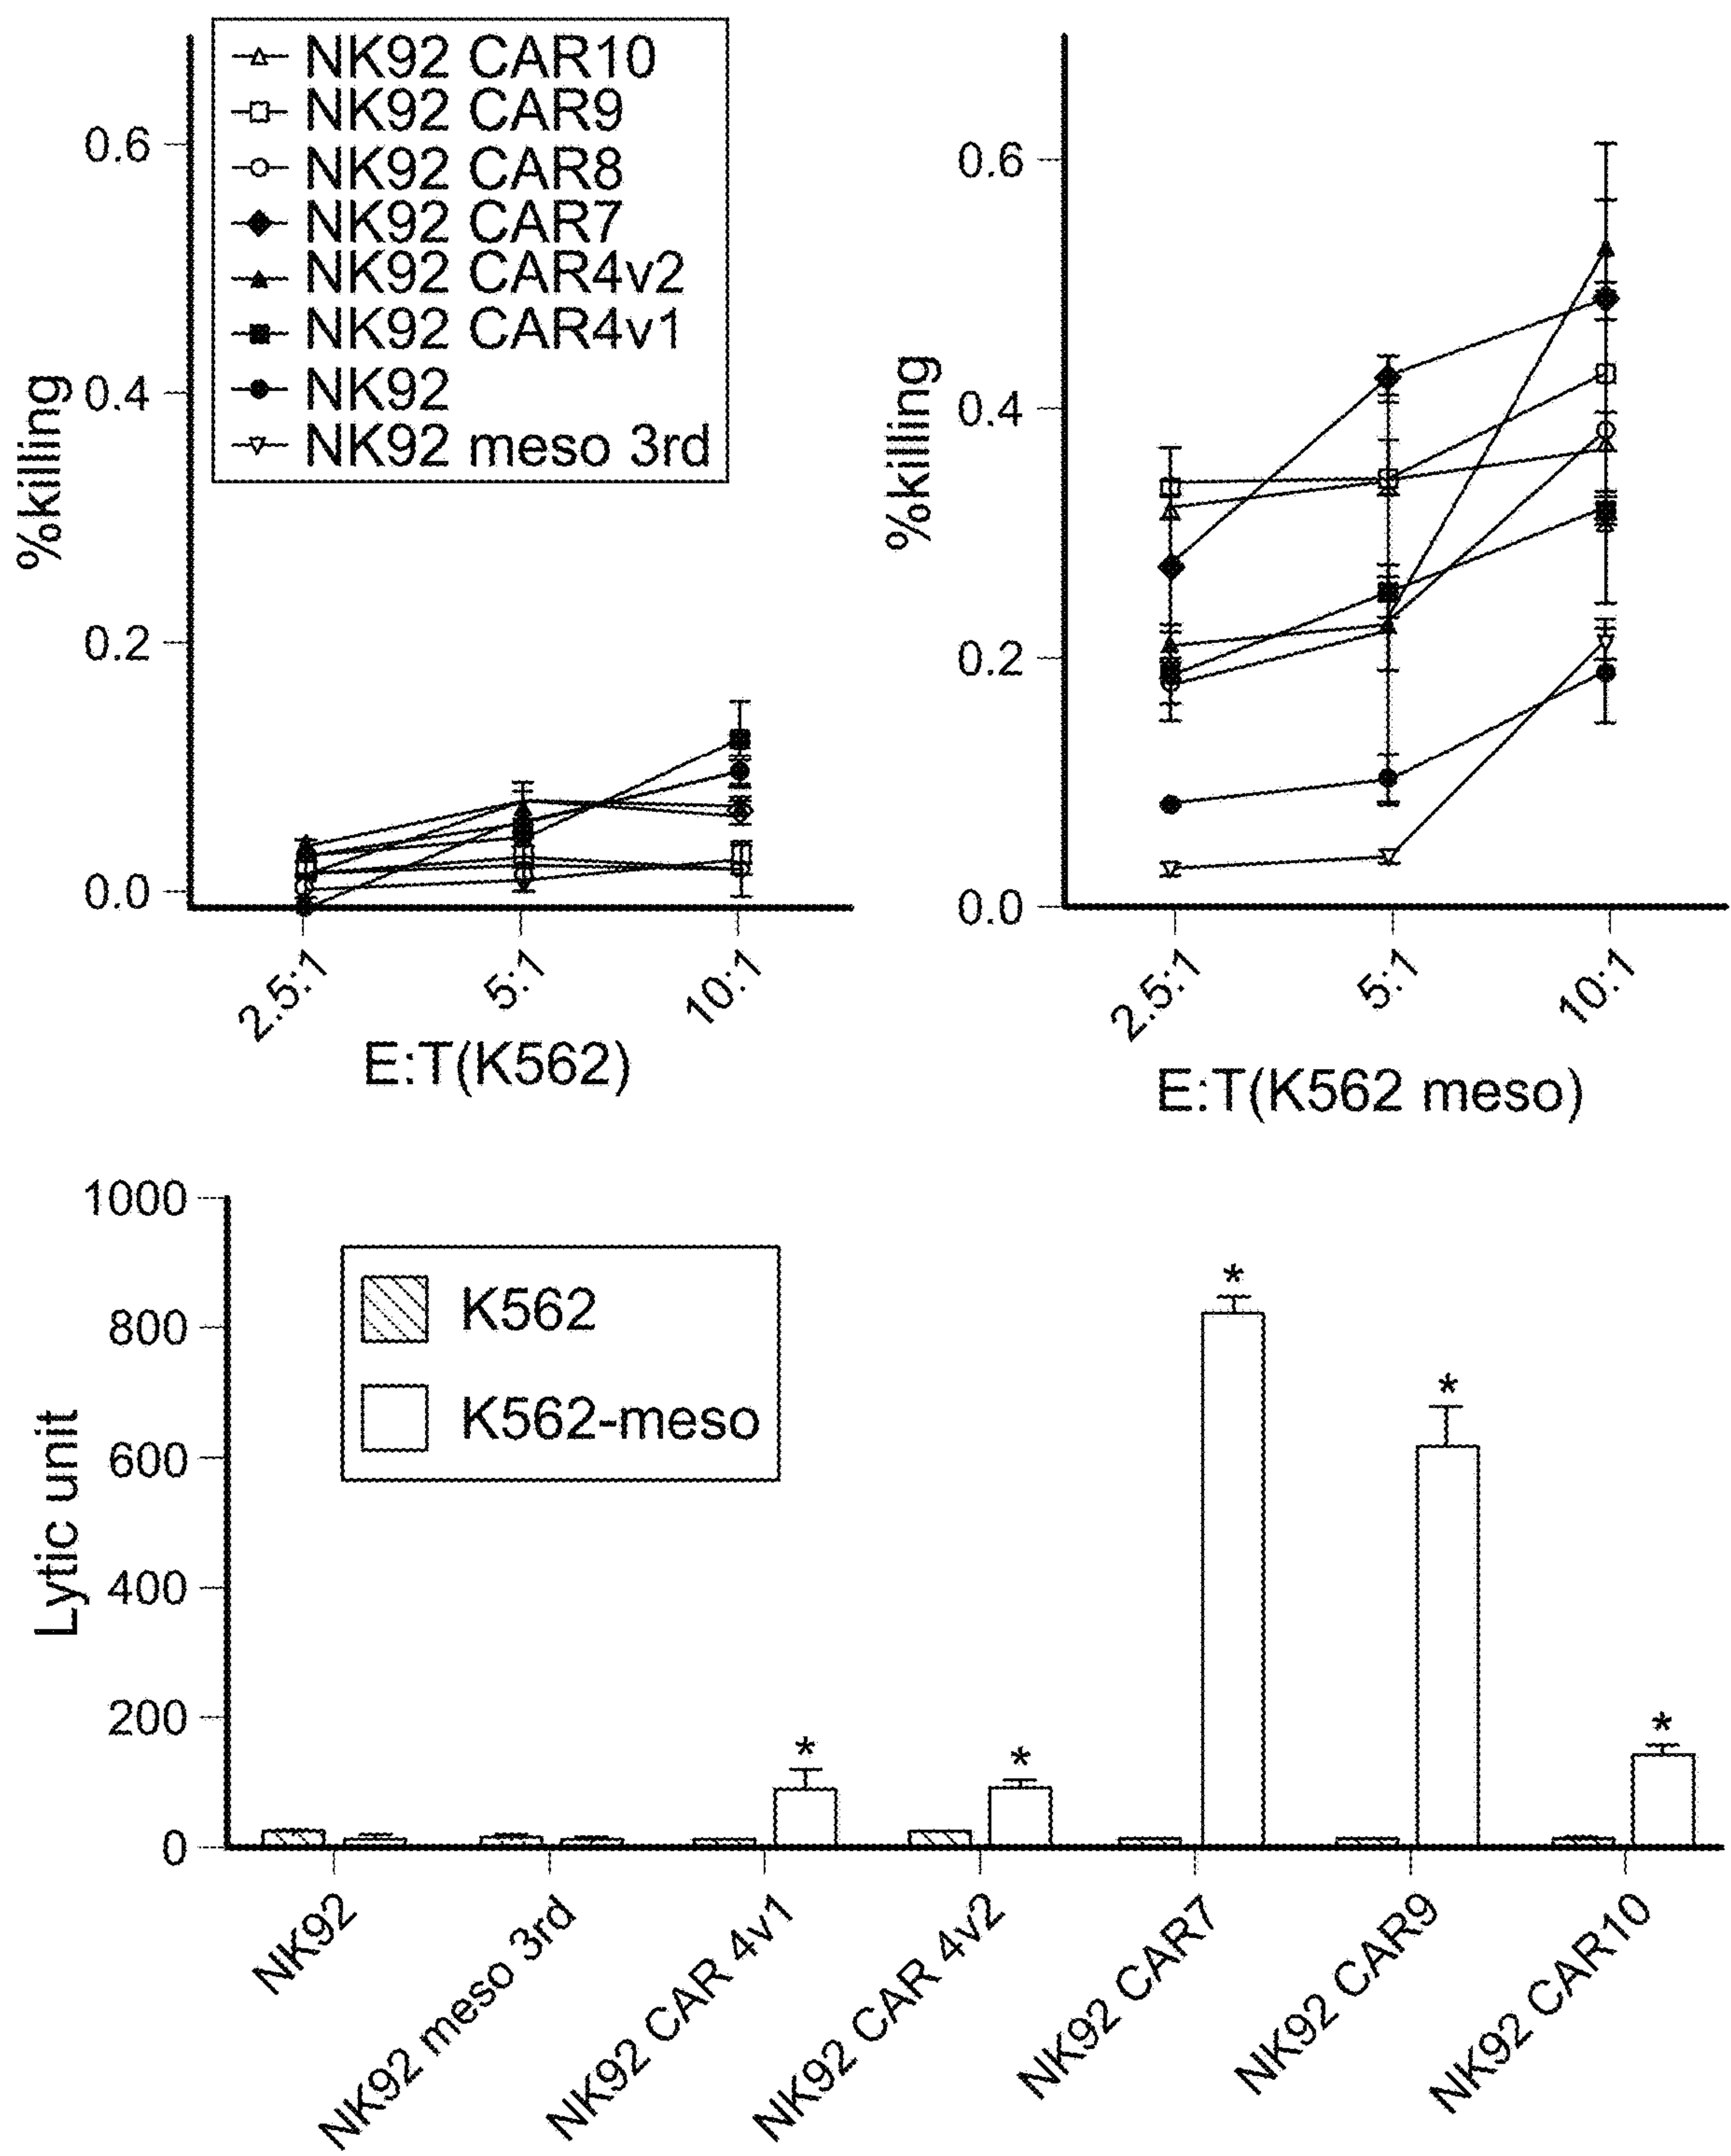 NK92 CAR10
NK92 CAR9
NK92 CAR8
NK92 CAR7
NK92 CAR4v2
NK92 CAR4v1
NK92
NK92 meso 3rd
%killing
0.6
0.4
0.2
0.0
2.5:1
5:1
10:1
E:T(K562)
%killing
0.6
0.4
0.2
0.0
2.5:1
5:1
10:1
E:T(K562 meso)
Lytic unit
1000
800
600
400
200
0
K562
K562-meso
*
*
*
*
*
NK92
NK92 meso 3rd
NK92 CAR 4v1
NK92 CAR 4v2
NK92 CAR7
NK92 CAR9
NK92 CAR10